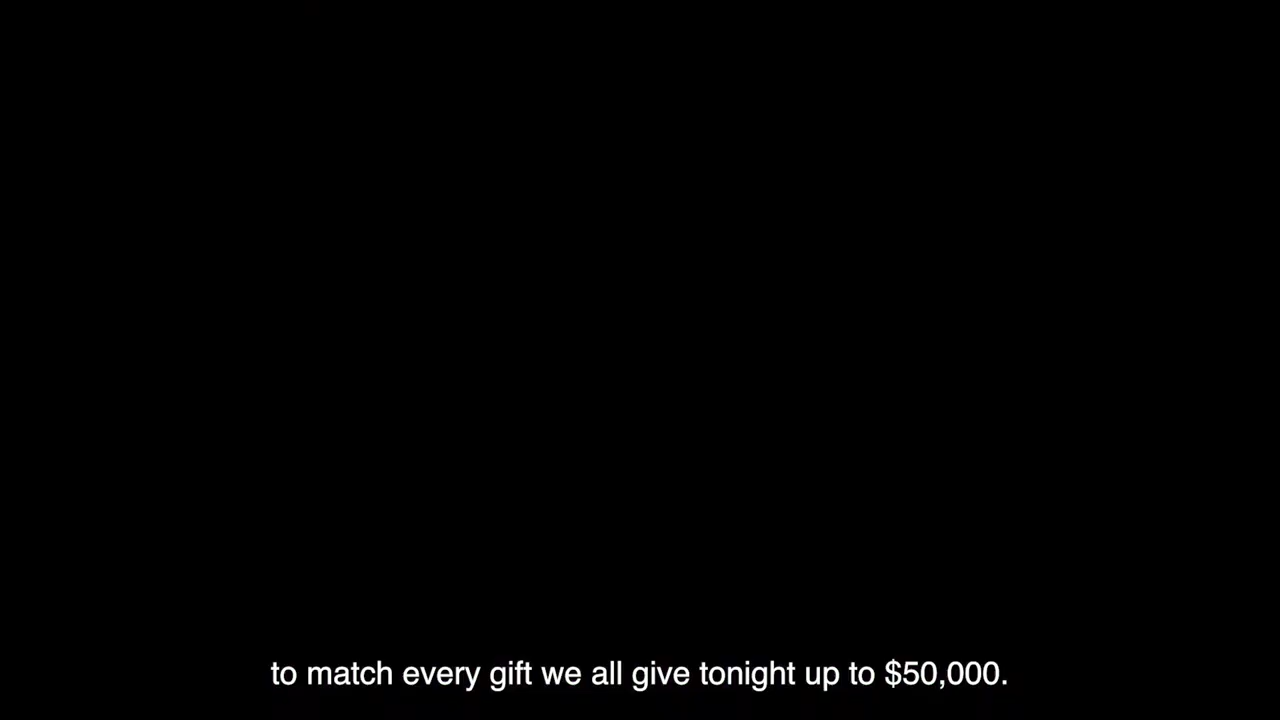 to match every gift we all give tonight up to $50,000.